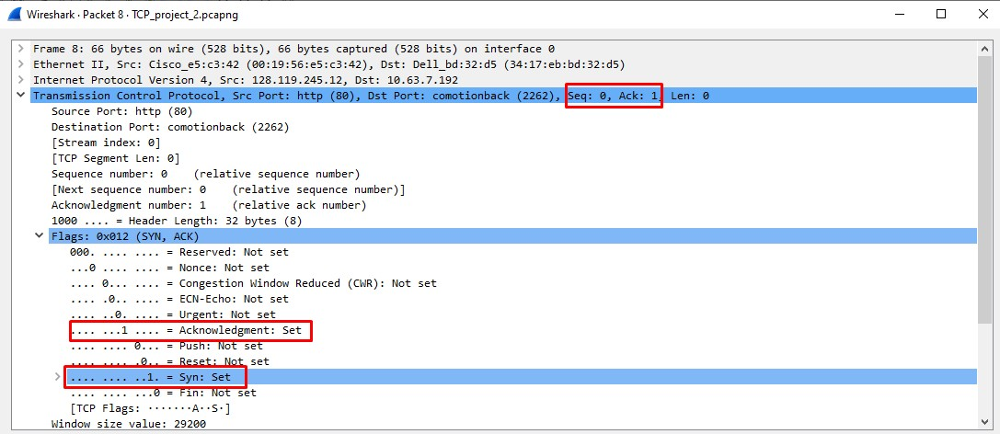 Wireshark · Packet 8 · TCP_project_2.pcapng
Frame 8: 66 bytes on wire (528 bits), 66 bytes captured (528 bits) on interface 0
Ethernet II, Src: Cisco_e5:c3:42 (00:19:56:e5:c3:42), Dst: Dell_bd:32:d5 (34:17:eb:bd:32:d5)
Internet Protocol Version 4, Src: 128.119.245.12, Dst: 10.63.7.192
Transmission Control Protocol, Src Port: http (80), Dst Port: comotionback (2262), Seq: 0, Ack: 1, Len: 0
Source Port: http (80)
Destination Port: comotionback (2262)
[Stream index: 0]
[TCP Segment Len: 0]
Sequence number: 0    (relative sequence number)
[Next sequence number: 0    (relative sequence number)]
Acknowledgment number: 1    (relative ack number)
1000 .... = Header Length: 32 bytes (8)
Flags: 0x012 (SYN, ACK)
000. .... .... = Reserved: Not set
...0 .... .... = Nonce: Not set
.... 0... .... = Congestion Window Reduced (CWR): Not set
.... .0.. .... = ECN-Echo: Not set
.... ..0. .... = Urgent: Not set
.... ...1 .... = Acknowledgment: Set
.... .... 0... = Push: Not set
.... .... .0.. = Reset: Not set
.... .... ..1. = Syn: Set
.... .... ...0 = Fin: Not set
[TCP Flags: ·······A··S·]
Window size value: 29200